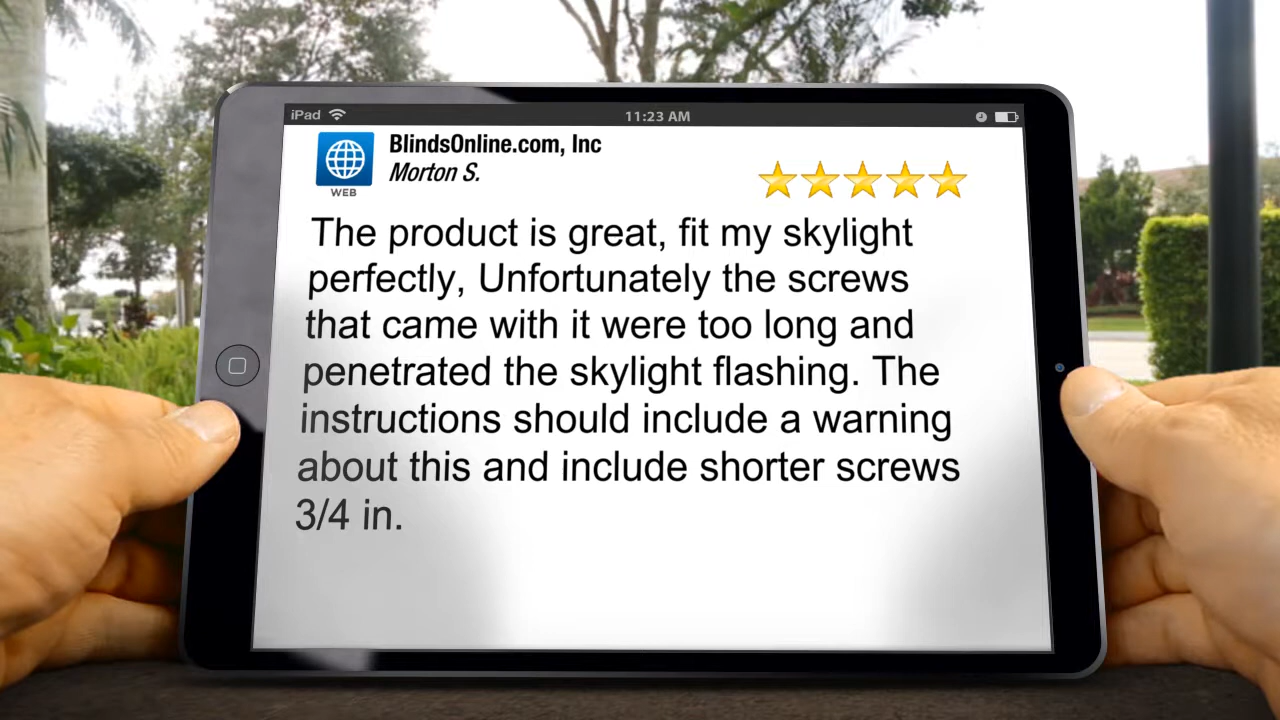 iPad 11:23 AM
BlindsOnline.com, Inc
Morton S.
WEB
The product is great, fit my skylight
perfectly, Unfortunately the screws
that came with it were too long and
penetrated the skylight flashing. The
instructions should include a warning
about this and include shorter screws
3/4 in.